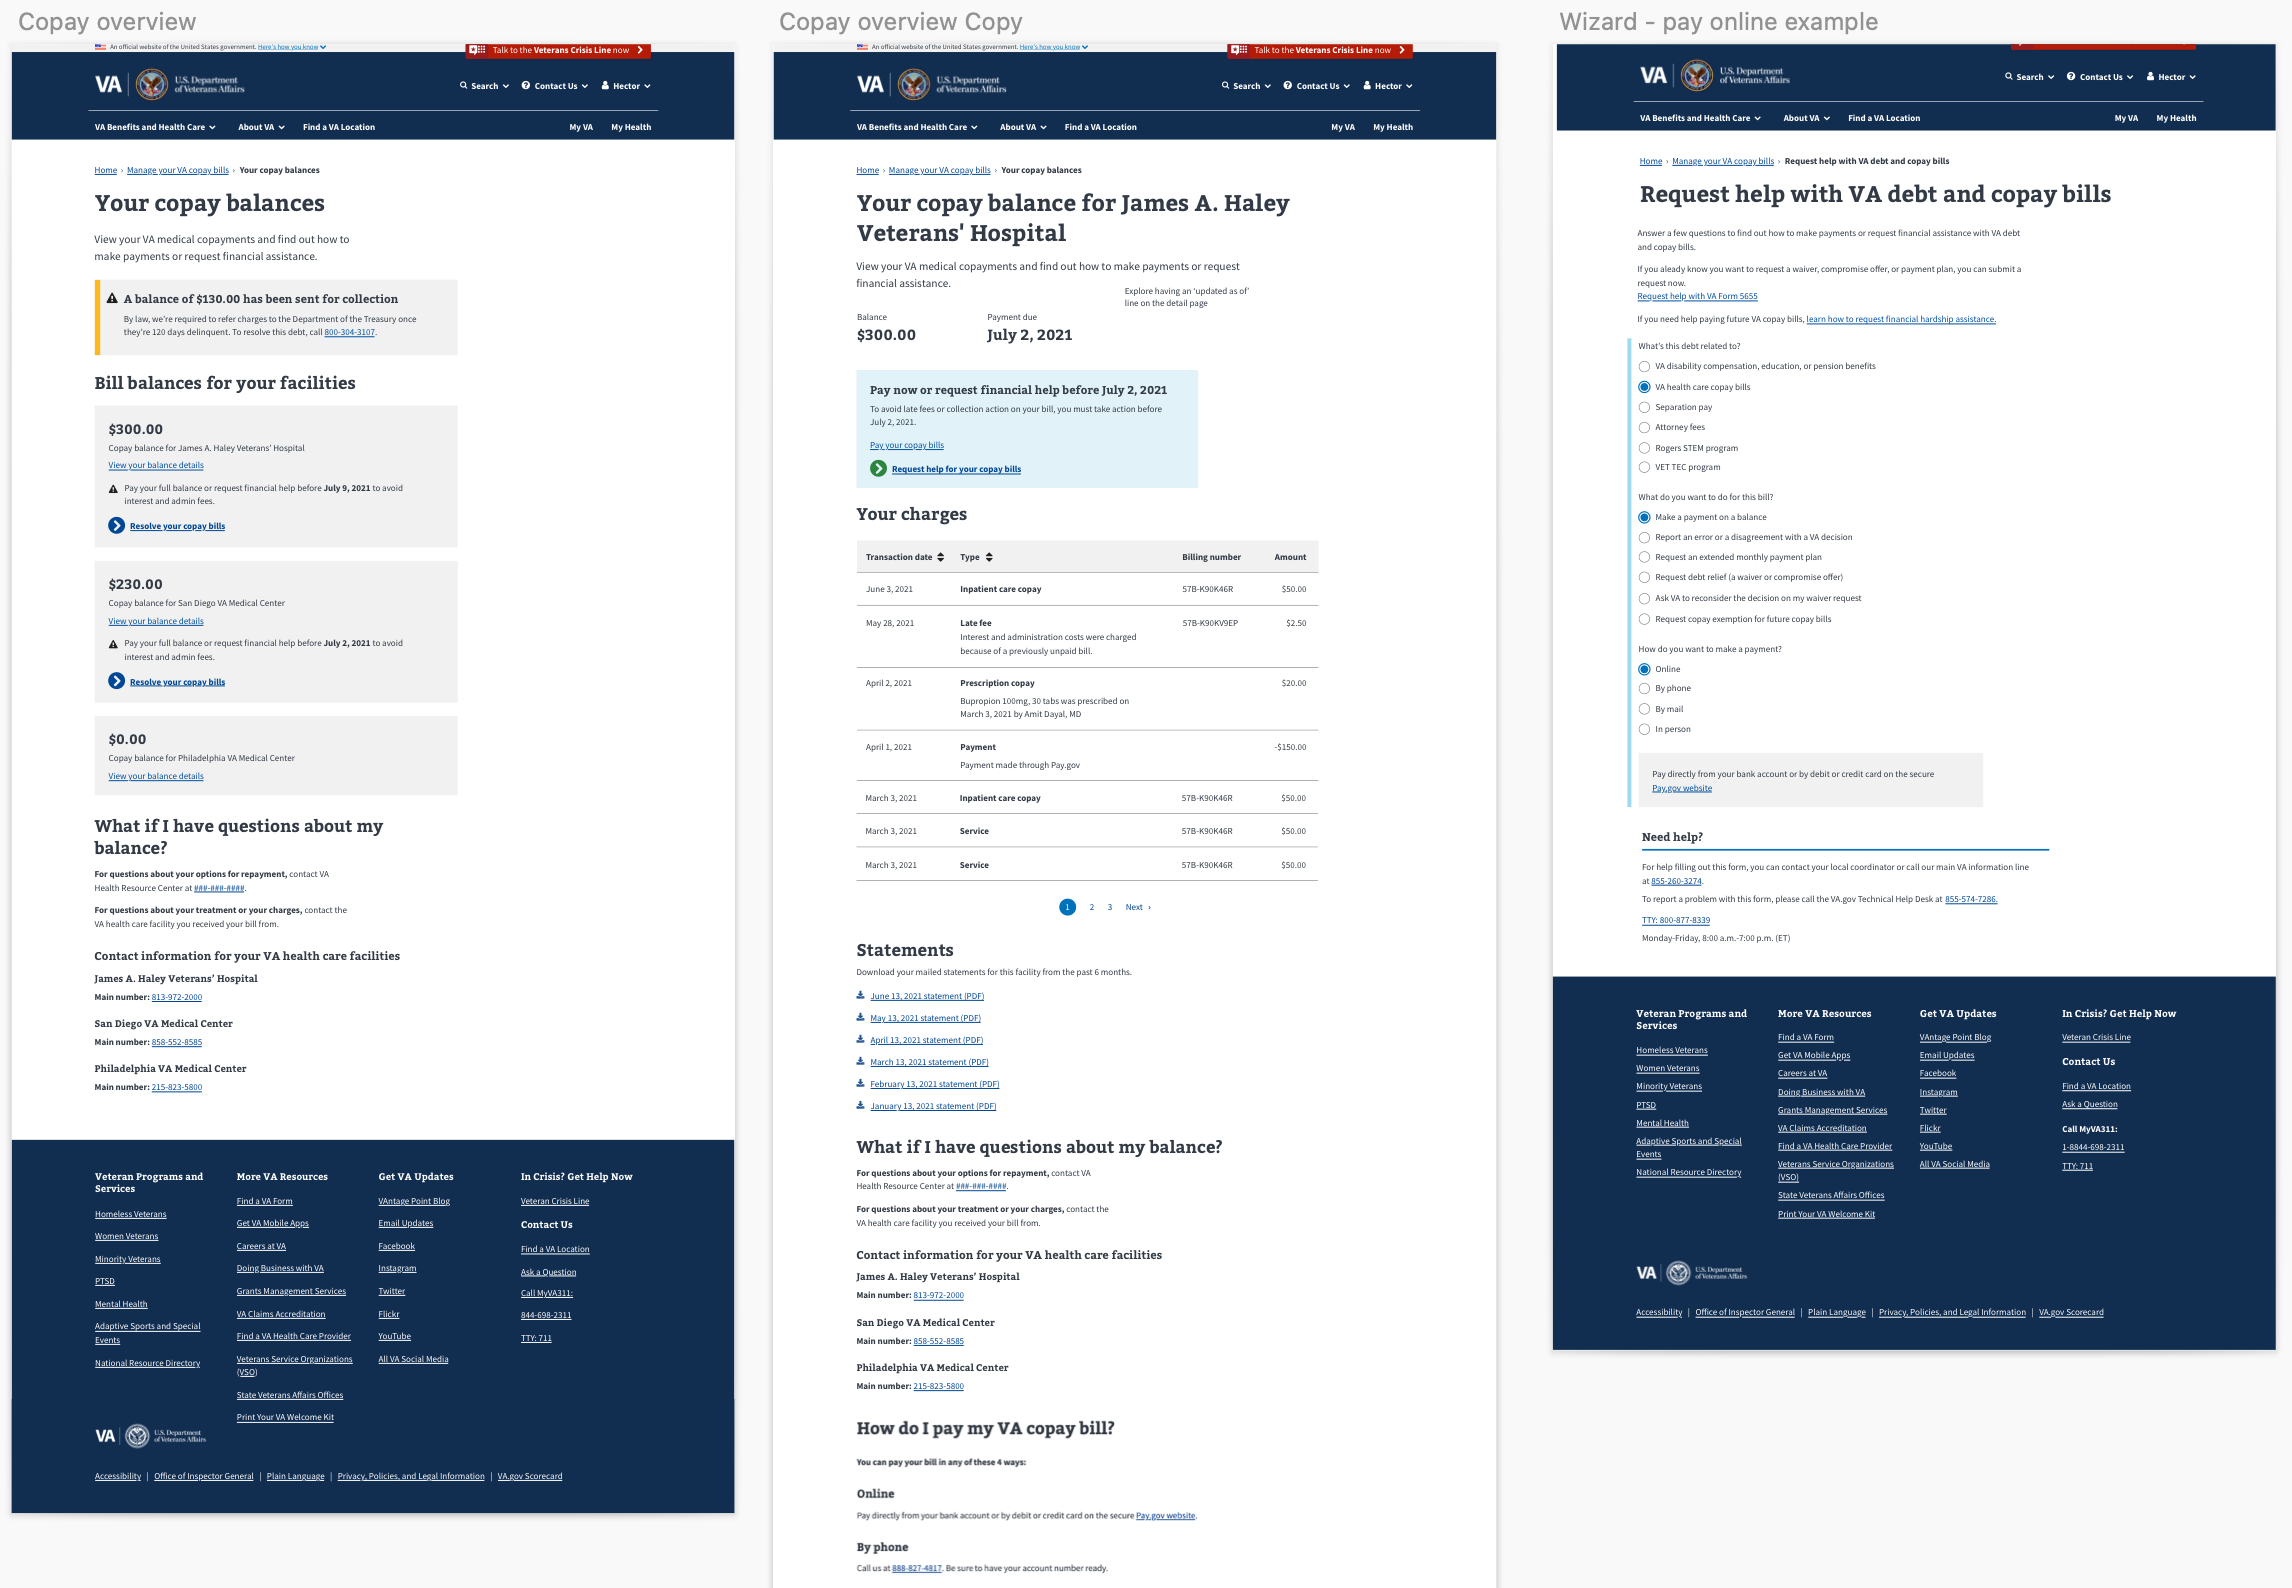 Copay overview
An official website of the United States government. Here's how you know
Talk to the Veterans Crisis Line now
VA
U.S. Department
of Veterans Affairs
Search
Contact Us
Hector
VA Benefits and Health Care
About VA
Find a VA Location
My VA
My Health
Home › Manage your VA copay bills › Your copay balances
Your copay balances
View your VA medical copayments and find out how to
make payments or request financial assistance.
A balance of $130.00 has been sent for collection
By law, we're required to refer charges to the Department of the Treasury once
they're 120 days delinquent. To resolve this debt, call 800-304-3107.
Bill balances for your facilities
$300.00
Copay balance for James A. Haley Veterans' Hospital
View your balance details
Pay your full balance or request financial help before July 9, 2021 to avoid
interest and admin fees.
Resolve your copay bills
$230.00
Copay balance for San Diego VA Medical Center
View your balance details
Pay your full balance or request financial help before July 2, 2021 to avoid
interest and admin fees.
Resolve your copay bills
$0.00
Copay balance for Philadelphia VA Medical Center
View your balance details
What if I have questions about my
balance?
For questions about your options for repayment, contact VA
Health Resource Center at ###-###-####.
For questions about your treatment or your charges, contact the
VA health care facility you received your bill from.
Contact information for your VA health care facilities
James A. Haley Veterans' Hospital
Main number: 813-972-2000
San Diego VA Medical Center
Main number: 858-552-8585
Philadelphia VA Medical Center
Main number: 215-823-5800
Veteran Programs and
Services
Homeless Veterans
Women Veterans
Minority Veterans
PTSD
Mental Health
Adaptive Sports and Special
Events
National Resource Directory
More VA Resources
Find a VA Form
Get VA Mobile Apps
Careers at VA
Doing Business with VA
Grants Management Services
VA Claims Accreditation
Find a VA Health Care Provider
Veterans Service Organizations
(VSO)
State Veterans Affairs Offices
Print Your VA Welcome Kit
Get VA Updates
VAntage Point Blog
Email Updates
Facebook
Instagram
Twitter
Flickr
YouTube
All VA Social Media
In Crisis? Get Help Now
Veteran Crisis Line
Contact Us
Find a VA Location
Ask a Question
Call MyVA311:
844-698-2311
TTY: 711
VA
U.S. Department
of Veterans Affairs
Accessibility | Office of Inspector General | Plain Language | Privacy, Policies, and Legal Information | VA.gov Scorecard
Copay overview Copy
An official website of the United States government. Here's how you know
Talk to the Veterans Crisis Line now
VA
U.S. Department
of Veterans Affairs
Search
Contact Us
Hector
VA Benefits and Health Care
About VA
Find a VA Location
My VA
My Health
Home › Manage your VA copay bills › Your copay balances
Your copay balance for James A. Haley
Veterans' Hospital
View your VA medical copayments and find out how to make payments or request
financial assistance.
Explore having an 'updated as of'
line on the detail page
Balance
$300.00
Payment due
July 2, 2021
Pay now or request financial help before July 2, 2021
To avoid late fees or collection action on your bill, you must take action before
July 2, 2021.
Pay your copay bills
Request help for your copay bills
Your charges
Transaction date Type Billing number Amount
June 3, 2021 Inpatient care copay 57B-K90K46R $50.00
May 28, 2021 Late fee 57B-K90KV9EP $2.50
Interest and administration costs were charged
because of a previously unpaid bill.
April 2, 2021 Prescription copay $20.00
Bupropion 100mg, 30 tabs was prescribed on
March 3, 2021 by Amit Dayal, MD
April 1, 2021 Payment -$150.00
Payment made through Pay.gov
March 3, 2021 Inpatient care copay 57B-K90K46R $50.00
March 3, 2021 Service 57B-K90K46R $50.00
March 3, 2021 Service 57B-K90K46R $50.00
1 2 3 Next ›
Statements
Download your mailed statements for this facility from the past 6 months.
June 13, 2021 statement (PDF)
May 13, 2021 statement (PDF)
April 13, 2021 statement (PDF)
March 13, 2021 statement (PDF)
February 13, 2021 statement (PDF)
January 13, 2021 statement (PDF)
What if I have questions about my balance?
For questions about your options for repayment, contact VA
Health Resource Center at ###-###-####.
For questions about your treatment or your charges, contact the
VA health care facility you received your bill from.
Contact information for your VA health care facilities
James A. Haley Veterans' Hospital
Main number: 813-972-2000
San Diego VA Medical Center
Main number: 858-552-8585
Philadelphia VA Medical Center
Main number: 215-823-5800
How do I pay my VA copay bill?
You can pay your bill in any of these 4 ways:
Online
Pay directly from your bank account or by debit or credit card on the secure Pay.gov website.
By phone
Call us at 888-827-4817. Be sure to have your account number ready.
Wizard - pay online example
VA
U.S. Department
of Veterans Affairs
Search
Contact Us
Hector
VA Benefits and Health Care
About VA
Find a VA Location
My VA
My Health
Home › Manage your VA copay bills › Request help with VA debt and copay bills
Request help with VA debt and copay bills
Answer a few questions to find out how to make payments or request financial assistance with VA debt
and copay bills.
If you aleady know you want to request a waiver, compromise offer, or payment plan, you can submit a
request now.
Request help with VA Form 5655
If you need help paying future VA copay bills, learn how to request financial hardship assistance.
What's this debt related to?
VA disability compensation, education, or pension benefits
VA health care copay bills
Separation pay
Attorney fees
Rogers STEM program
VET TEC program
What do you want to do for this bill?
Make a payment on a balance
Report an error or a disagreement with a VA decision
Request an extended monthly payment plan
Request debt relief (a waiver or compromise offer)
Ask VA to reconsider the decision on my waiver request
Request copay exemption for future copay bills
How do you want to make a payment?
Online
By phone
By mail
In person
Pay directly from your bank account or by debit or credit card on the secure
Pay.gov website
Need help?
For help filling out this form, you can contact your local coordinator or call our main VA information line
at 855-260-3274.
To report a problem with this form, please call the VA.gov Technical Help Desk at 855-574-7286.
TTY: 800-877-8339
Monday-Friday, 8:00 a.m.-7:00 p.m. (ET)
Veteran Programs and
Services
Homeless Veterans
Women Veterans
Minority Veterans
PTSD
Mental Health
Adaptive Sports and Special
Events
National Resource Directory
More VA Resources
Find a VA Form
Get VA Mobile Apps
Careers at VA
Doing Business with VA
Grants Management Services
VA Claims Accreditation
Find a VA Health Care Provider
Veterans Service Organizations
(VSO)
State Veterans Affairs Offices
Print Your VA Welcome Kit
Get VA Updates
VAntage Point Blog
Email Updates
Facebook
Instagram
Twitter
Flickr
YouTube
All VA Social Media
In Crisis? Get Help Now
Veteran Crisis Line
Contact Us
Find a VA Location
Ask a Question
Call MyVA311:
1-8844-698-2311
TTY: 711
VA
U.S. Department
of Veterans Affairs
Accessibility | Office of Inspector General | Plain Language | Privacy, Policies, and Legal Information | VA.gov Scorecard